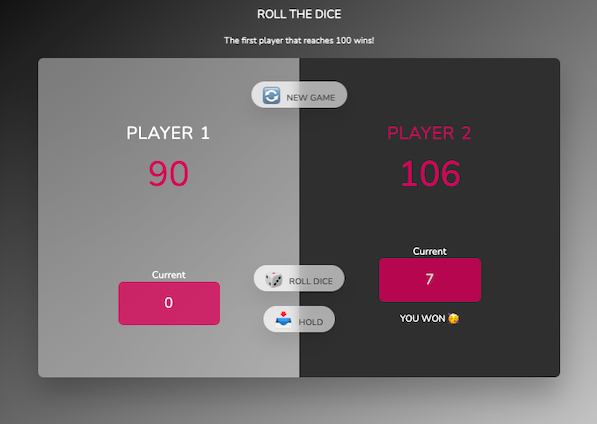 ROLL THE DICE
The first player that reaches 100 wins!
NEW GAME
PLAYER 1
90
PLAYER 2
106
Current
0
ROLL DICE
HOLD
Current
7
YOU WON 🥳